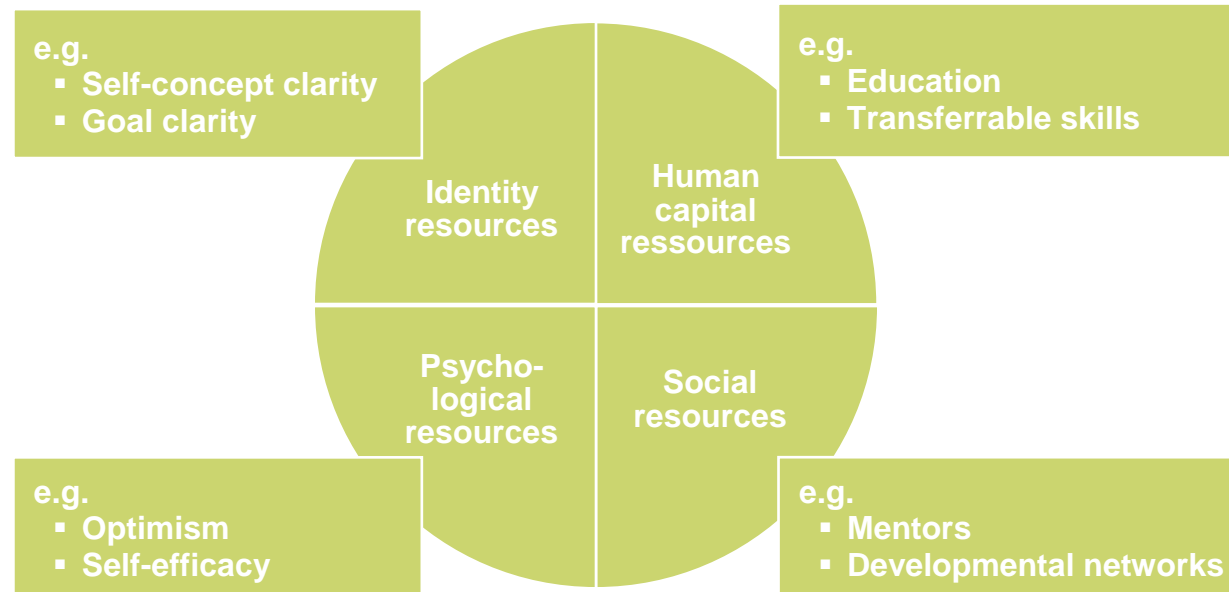 e.g.
▪ Self-concept clarity
▪ Goal clarity
e.g.
▪ Education
▪ Transferrable skills
Identity
resources
Human
capital
ressources
Psycho-
logical
resources
Social
resources
e.g.
▪ Optimism
▪ Self-efficacy
e.g.
▪ Mentors
▪ Developmental networks